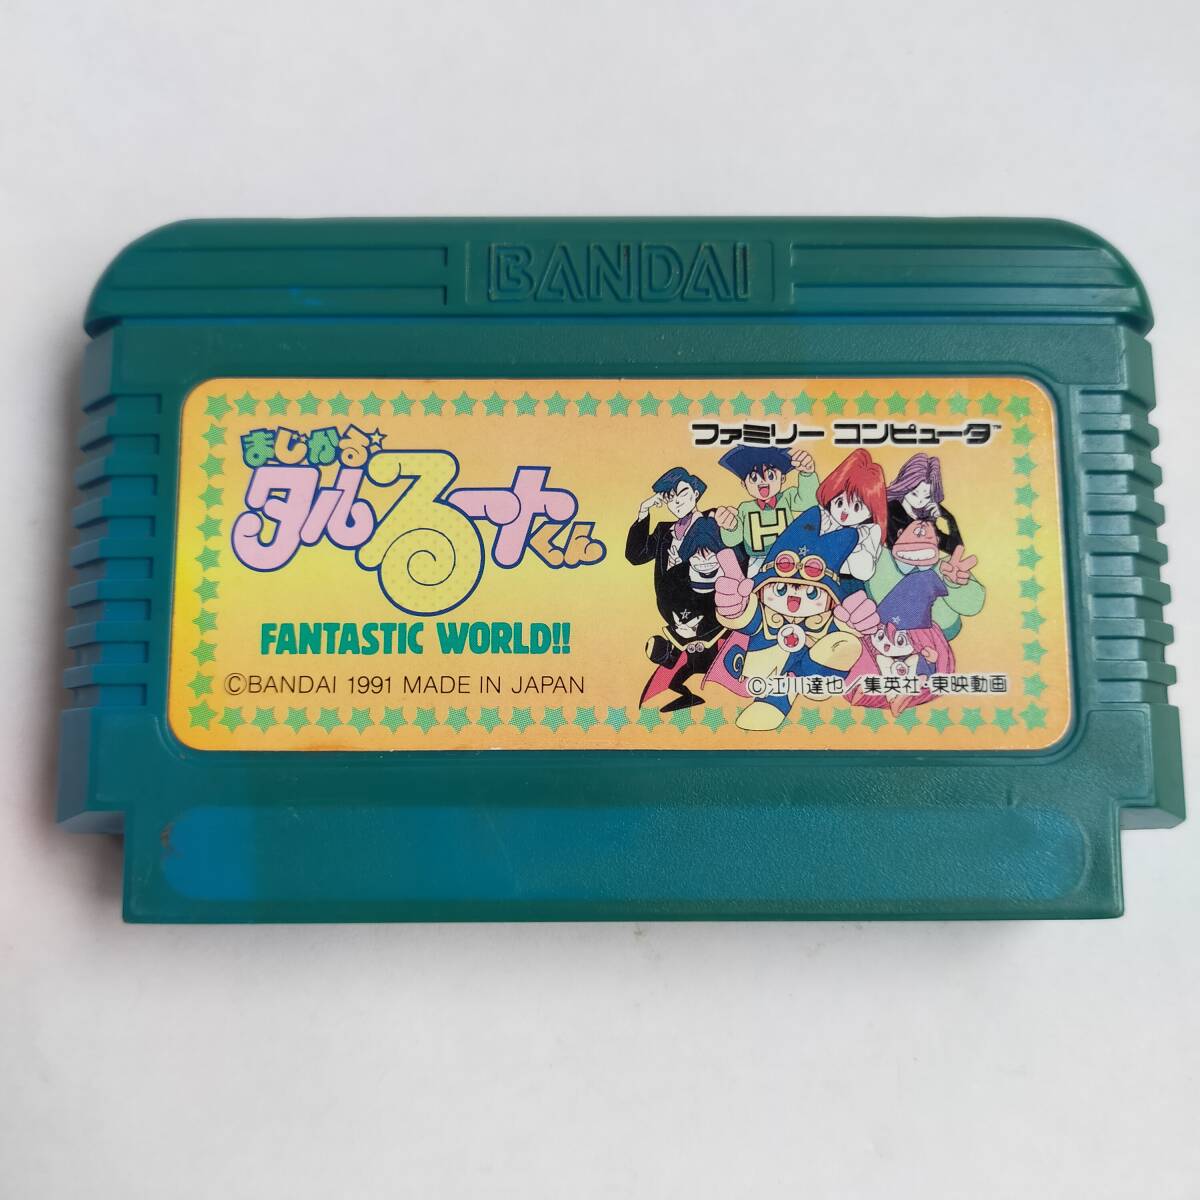 BANDAI
ファミリー コンピュータ™
まじかる★
タルるートくん
FANTASTIC WORLD!!
©BANDAI 1991 MADE IN JAPAN
©江川達也/集英社・東映動画
H